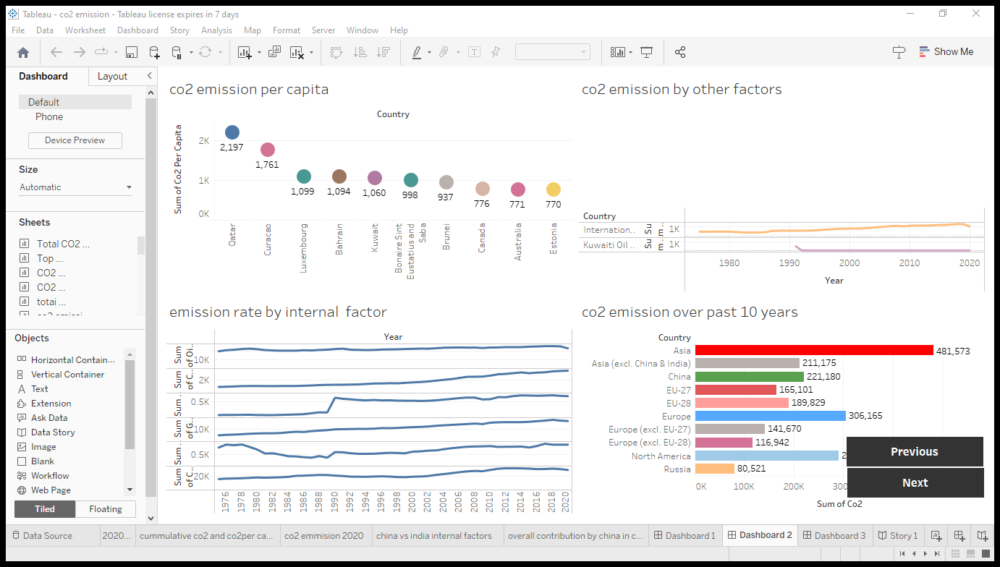 Tableau - co2 emission - Tableau license expires in 7 days
File Data Worksheet Dashboard Story Analysis Map Format Server Window Help
Show Me
Dashboard Layout
Default
Phone
Device Preview
Size
Automatic
Sheets
Total CO2 ...
Top ...
CO2 ...
CO2 ...
totai ...
Objects
Horizontal Contain...
Vertical Container
Text
Extension
Ask Data
Data Story
Image
Blank
Workflow
Web Page
Tiled Floating
co2 emission per capita
Country
Sum of Co2 Per Capita
2K
1K
0K
2,197
1,761
1,099
1,094
1,060
998
937
776
771
770
Qatar
Curacao
Luxembourg
Bahrain
Kuwait
Bonaire Sint
Eustatius and
Saba
Brunei
Canada
Australia
Estonia
co2 emission by other factors
Country
Internation.. Su m.. 1K
Kuwaiti Oil .. Su m.. 1K
1980 1990 2000 2010 2020
Year
emission rate by internal  factor
Year
Sum of Oi.. 10K
Sum of C.. 2K
Sum .. 0.5K
Sum of G.. 10K
Sum .. 0.5K
Sum of C.. 20K
1976 1978 1980 1982 1984 1986 1988 1990 1992 1994 1996 1998 2000 2002 2004 2006 2008 2010 2012 2014 2016 2018 2020
co2 emission over past 10 years
Country
Asia 481,573
Asia (excl. China & India) 211,175
China 221,180
EU-27 165,101
EU-28 189,829
Europe 306,165
Europe (excl. EU-27) 141,670
Europe (excl. EU-28) 116,942
North America 2
Russia 80,521
0K 100K 200K 300
Sum of Co2
Previous
Next
Data Source 2020... cummulative co2 and co2per ca... co2 emmision 2020 china vs india internal factors overall contribution by china in c... Dashboard 1 Dashboard 2 Dashboard 3 Story 1